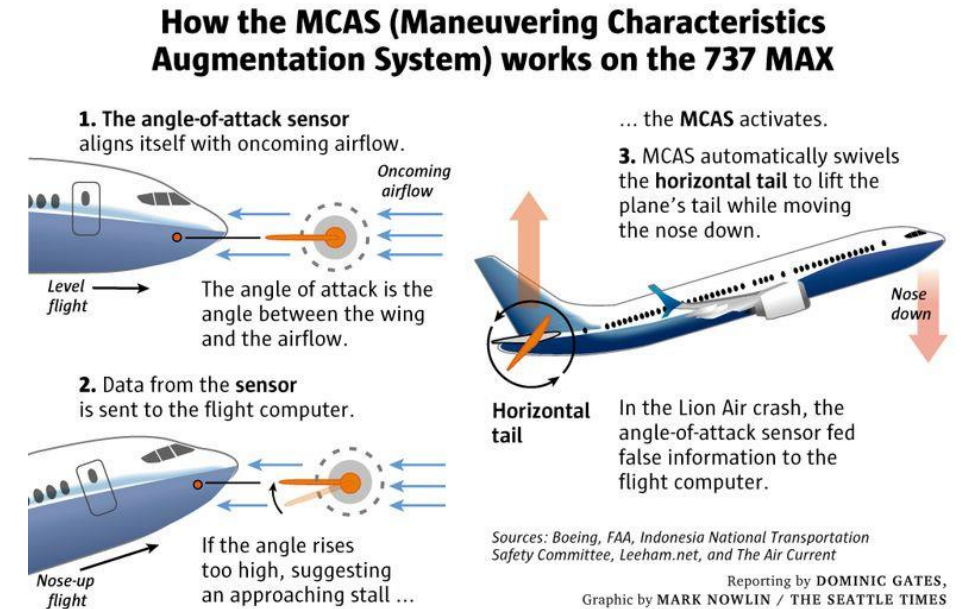 How the MCAS (Maneuvering Characteristics
Augmentation System) works on the 737 MAX
1. The angle-of-attack sensor
aligns itself with oncoming airflow.
Oncoming
airflow
Level
flight
The angle of attack is the
angle between the wing
and the airflow.
2. Data from the sensor
is sent to the flight computer.
Nose-up
flight
If the angle rises
too high, suggesting
an approaching stall ...
... the MCAS activates.
3. MCAS automatically swivels
the horizontal tail to lift the
plane’s tail while moving
the nose down.
Nose
down
Horizontal
tail
In the Lion Air crash, the
angle-of-attack sensor fed
false information to the
flight computer.
Sources: Boeing, FAA, Indonesia National Transportation
Safety Committee, Leeham.net, and The Air Current
Reporting by DOMINIC GATES,
Graphic by MARK NOWLIN / THE SEATTLE TIMES